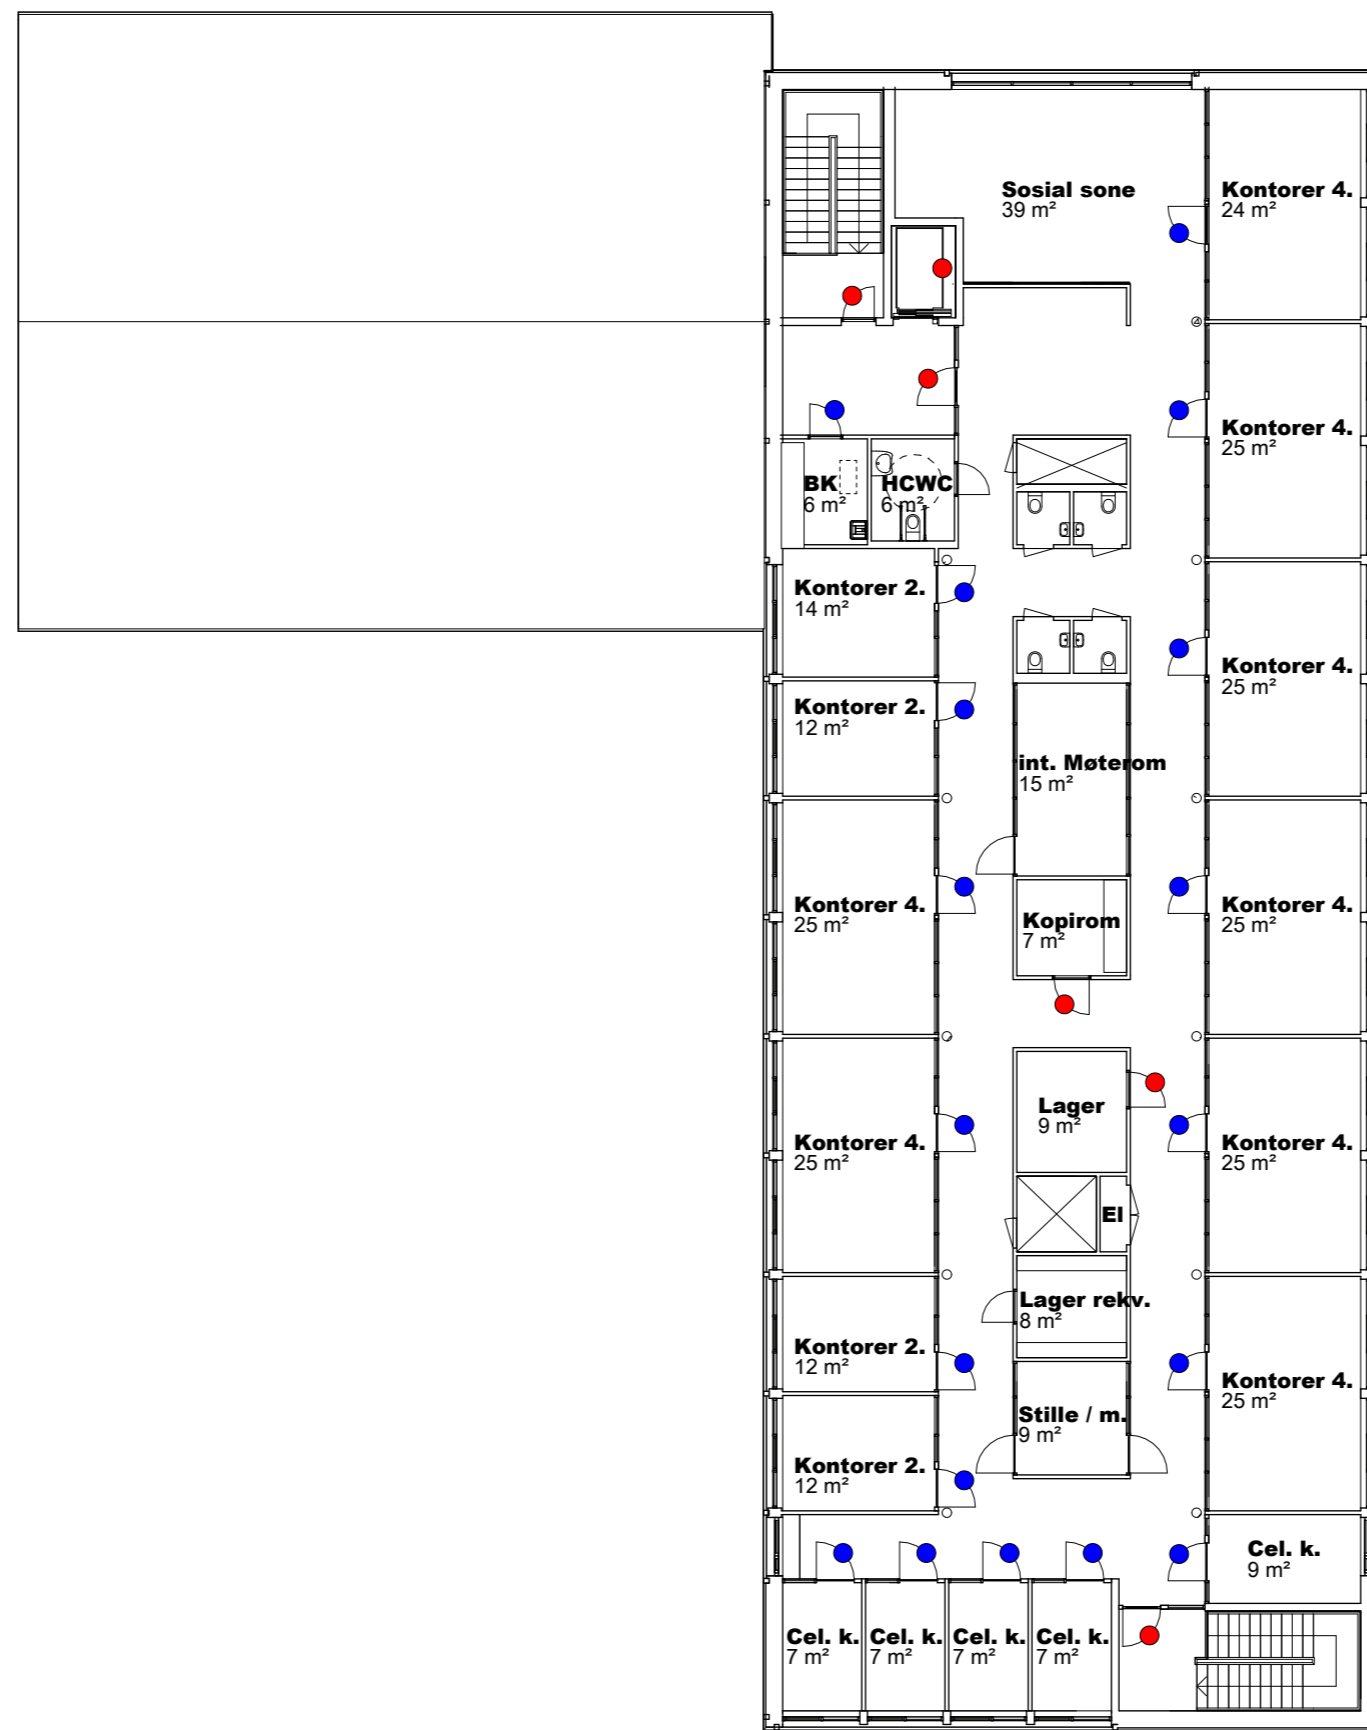 Sosial sone
39 m²
Kontorer 4.
24 m²
Kontorer 4.
25 m²
BK
6 m²
HCWC
6 m²
Kontorer 2.
14 m²
Kontorer 4.
25 m²
Kontorer 2.
12 m²
int. Møterom
15 m²
Kontorer 4.
25 m²
Kopirom
7 m²
Kontorer 4.
25 m²
Lager
9 m²
Kontorer 4.
25 m²
Kontorer 4.
25 m²
El
Lager rekv.
8 m²
Kontorer 2.
12 m²
Kontorer 4.
25 m²
Stille / m.
9 m²
Kontorer 2.
12 m²
Cel. k.
9 m²
Cel. k.
7 m²
Cel. k.
7 m²
Cel. k.
7 m²
Cel. k.
7 m²